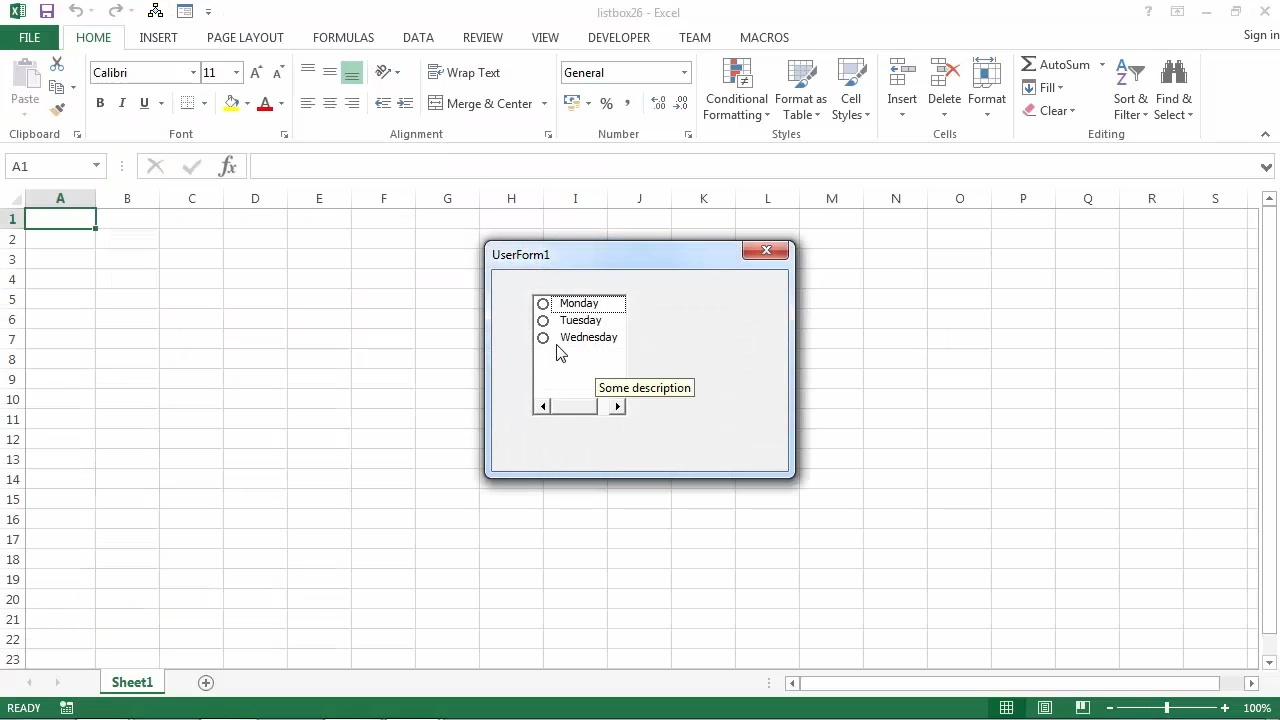 listbox26 - Excel
FILE HOME INSERT PAGE LAYOUT FORMULAS DATA REVIEW VIEW DEVELOPER TEAM MACROS Sign in
Paste
Calibri 11
B I U A
Wrap Text
Merge & Center
General
% ,
Conditional Formatting
Format as Table
Cell Styles
Insert Delete Format
AutoSum
Fill
Clear
Sort & Filter
Find & Select
Clipboard Font Alignment Number Styles Cells Editing
A1 fx
A B C D E F G H I J K L M N O P Q R S
1
2
3
4
5
6
7
8
9
10
11
12
13
14
15
16
17
18
19
20
21
22
23
UserForm1
Monday
Tuesday
Wednesday
Some description
Sheet1
READY 100%